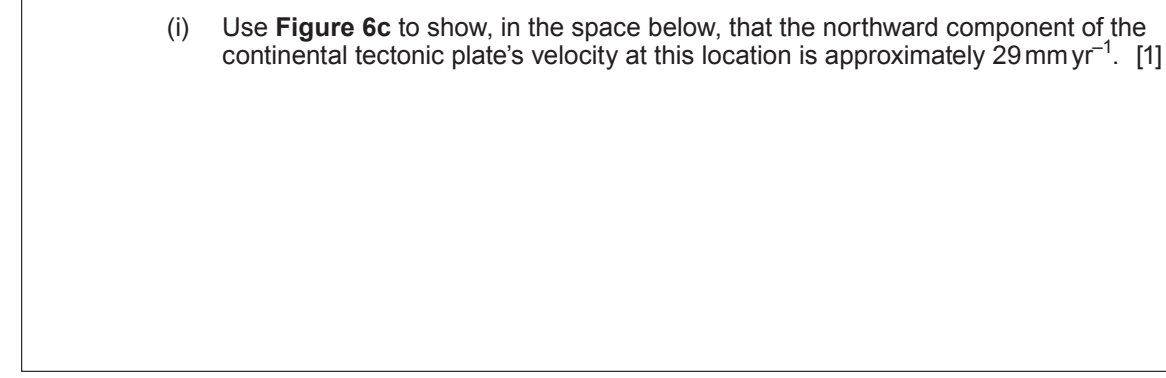 (i) Use Figure 6c to show, in the space below, that the northward component of the
continental tectonic plate's velocity at this location is approximately 29 mm yr⁻¹. [1]